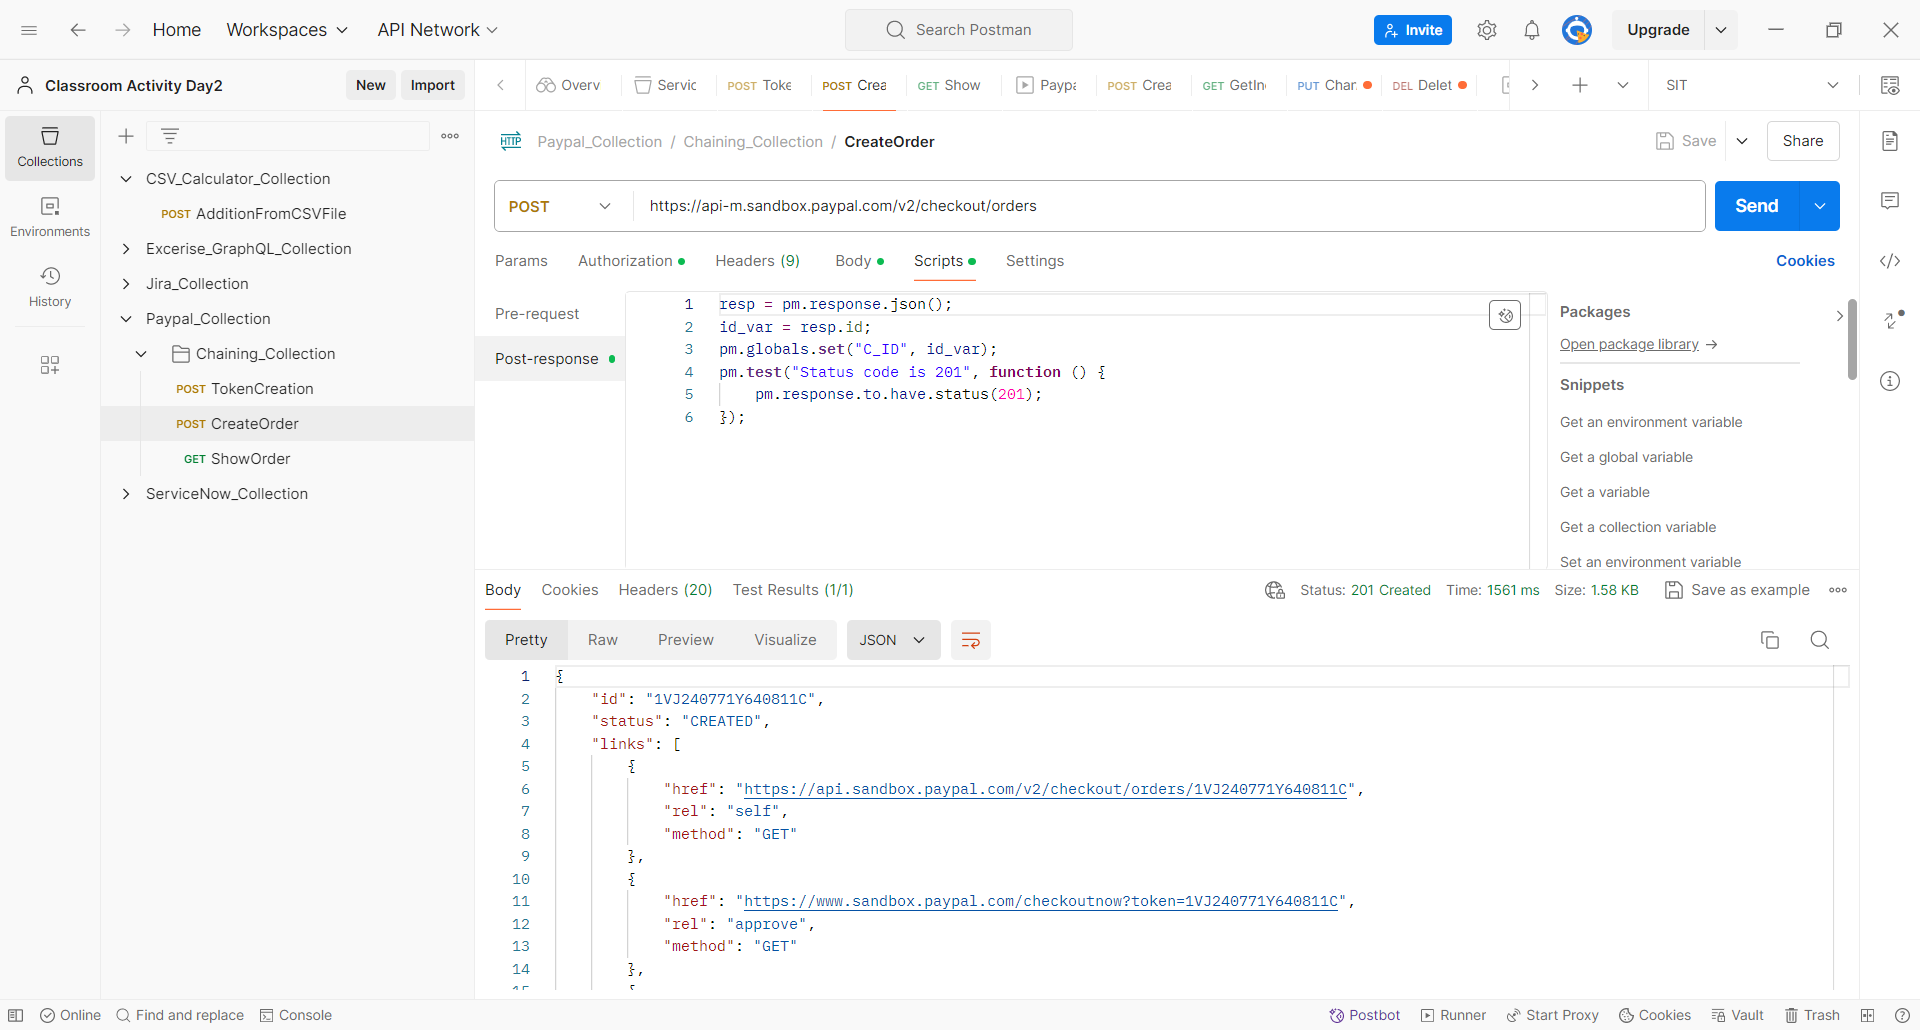 Home Workspaces API Network Search Postman Invite Upgrade
Classroom Activity Day2 New Import
Overv Servic POST Toke POST Crea GET Show Paypa POST Crea GET GetIn PUT Char DEL Delet SIT
Collections
Environments
History
CSV_Calculator_Collection
POST AdditionFromCSVFile
Excerise_GraphQL_Collection
Jira_Collection
Paypal_Collection
Chaining_Collection
POST TokenCreation
POST CreateOrder
GET ShowOrder
ServiceNow_Collection
HTTP Paypal_Collection / Chaining_Collection / CreateOrder Save Share
POST https://api-m.sandbox.paypal.com/v2/checkout/orders Send
Params Authorization Headers (9) Body Scripts Settings Cookies
Pre-request
Post-response
1 resp = pm.response.json();
2 id_var = resp.id;
3 pm.globals.set("C_ID", id_var);
4 pm.test("Status code is 201", function () {
5 pm.response.to.have.status(201);
6 });
Packages
Open package library →
Snippets
Get an environment variable
Get a global variable
Get a variable
Get a collection variable
Set an environment variable
Body Cookies Headers (20) Test Results (1/1) Status: 201 Created Time: 1561 ms Size: 1.58 KB Save as example
Pretty Raw Preview Visualize JSON
1 {
2 "id": "1VJ240771Y640811C",
3 "status": "CREATED",
4 "links": [
5 {
6 "href": "https://api.sandbox.paypal.com/v2/checkout/orders/1VJ240771Y640811C",
7 "rel": "self",
8 "method": "GET"
9 },
10 {
11 "href": "https://www.sandbox.paypal.com/checkoutnow?token=1VJ240771Y640811C",
12 "rel": "approve",
13 "method": "GET"
14 },
15 {
Online Find and replace Console Postbot Runner Start Proxy Cookies Vault Trash